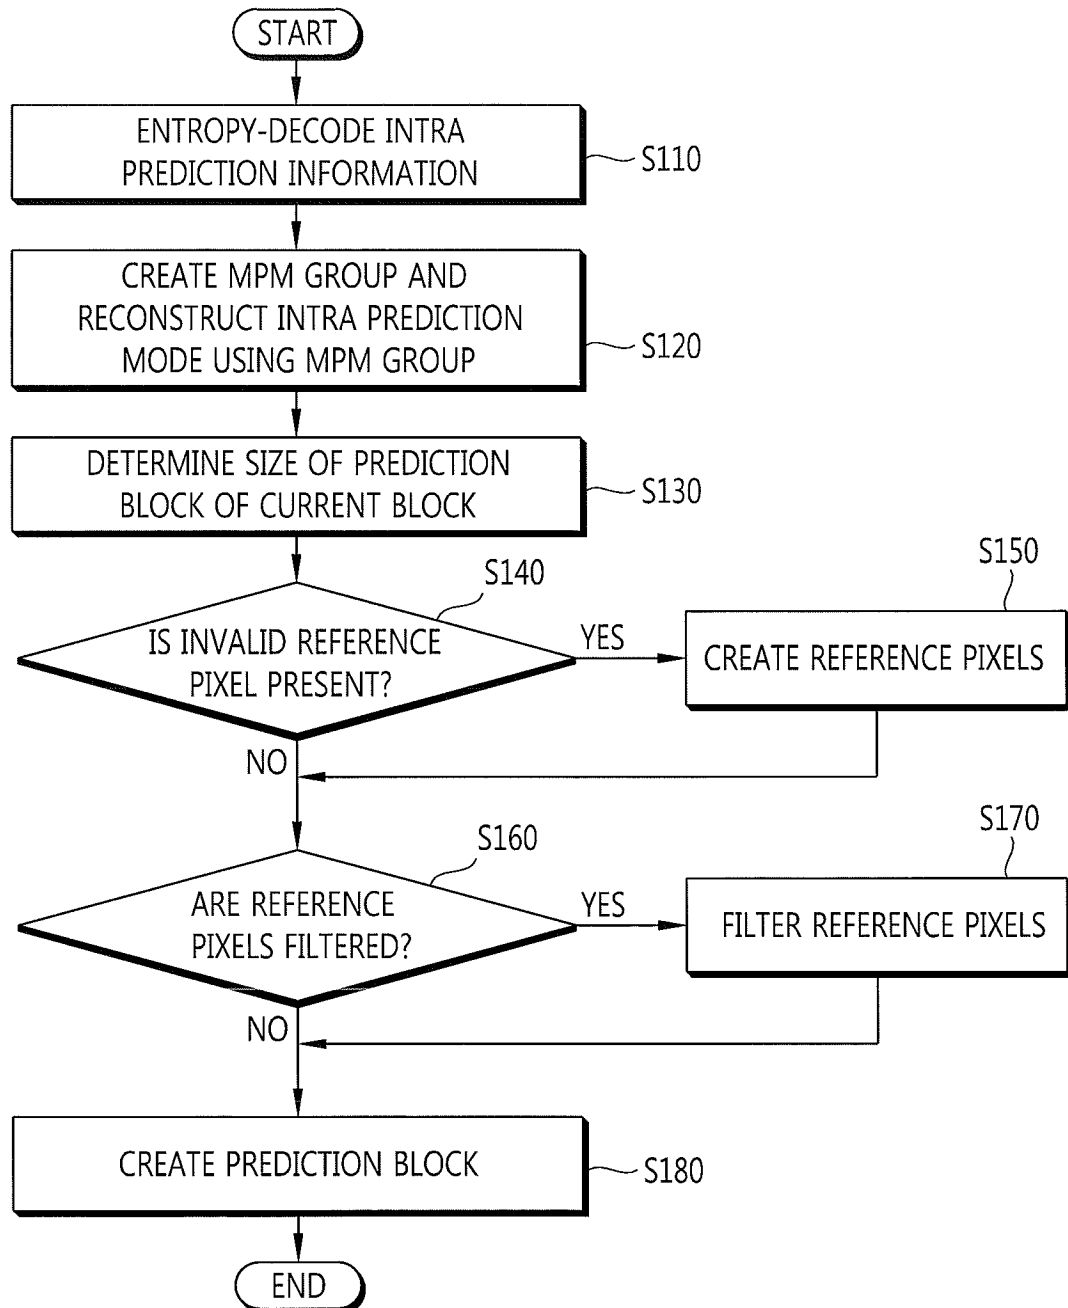 START
ENTROPY-DECODE INTRA
PREDICTION INFORMATION
S110
CREATE MPM GROUP AND
RECONSTRUCT INTRA PREDICTION
MODE USING MPM GROUP
S120
DETERMINE SIZE OF PREDICTION
BLOCK OF CURRENT BLOCK
S130
S140
IS INVALID REFERENCE
PIXEL PRESENT?
YES
S150
CREATE REFERENCE PIXELS
NO
S160
ARE REFERENCE
PIXELS FILTERED?
YES
S170
FILTER REFERENCE PIXELS
NO
CREATE PREDICTION BLOCK
S180
END